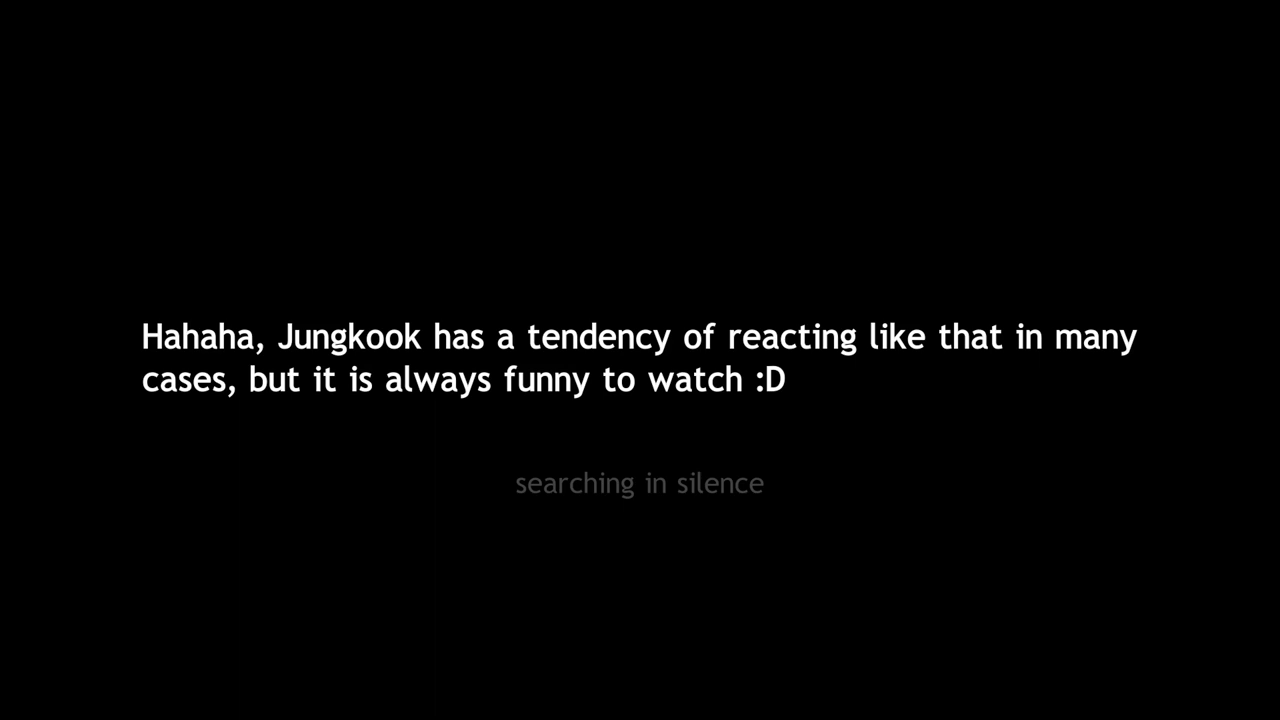 Hahaha, Jungkook has a tendency of reacting like that in many
cases, but it is always funny to watch :D
searching in silence